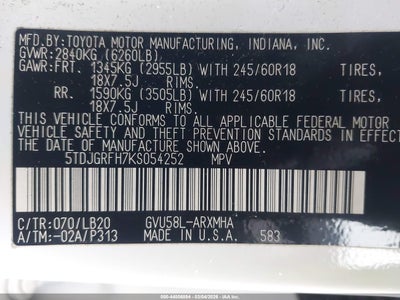 MFD.BY:TOYOTA MOTOR MANUFACTURING, INDIANA, INC.
GVWR:2840KG (6260LB)
GAWR:FRT. 1345KG (2955LB) WITH 245/60R18 TIRES,
18X7.5J RIMS.
RR. 1590KG (3505LB) WITH 245/60R18 TIRES,
18X7.5J RIMS.
THIS VEHICLE CONFORMS TO ALL APPLICABLE FEDERAL MOTOR
VEHICLE SAFETY AND STANDARDS IN EFFECT ON
THE DATE OF MANUFACTURE SHOWN ABOVE.
5TDJGRFH7KS054252 MPV
C/TR:070/LB20 GVU58L-ARXMHA
A/TM:-02A/P313 MADE IN U.S.A. 583